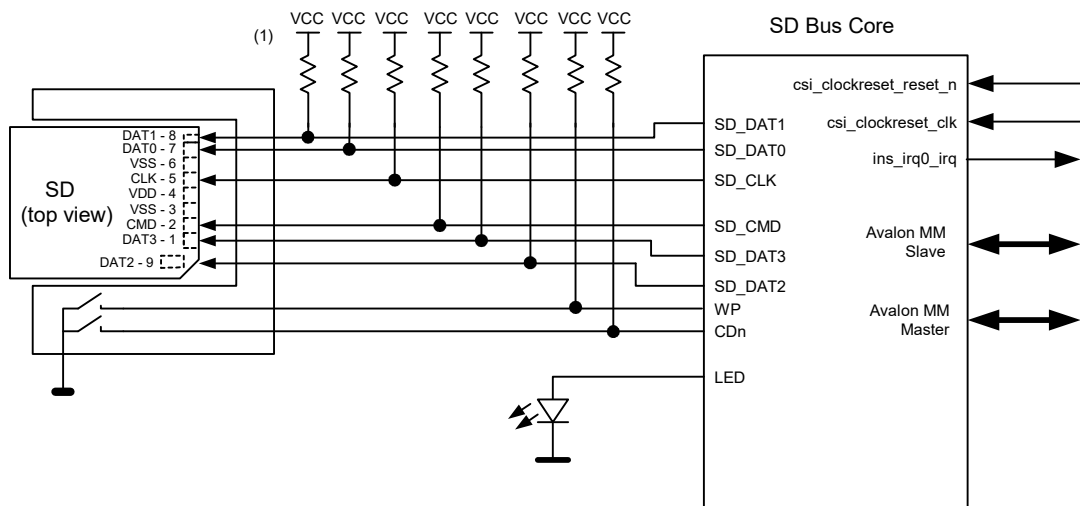 VCC VCC VCC VCC VCC VCC VCC VCC
(1)
SD Bus Core
SD
(top view)
DAT1 - 8
DAT0 - 7
VSS - 6
CLK - 5
VDD - 4
VSS - 3
CMD - 2
DAT3 - 1
DAT2 - 9
SD_DAT1
SD_DAT0
SD_CLK
SD_CMD
SD_DAT3
SD_DAT2
WP
CDn
LED
csi_clockreset_reset_n
csi_clockreset_clk
ins_irq0_irq
Avalon MM
Slave
Avalon MM
Master